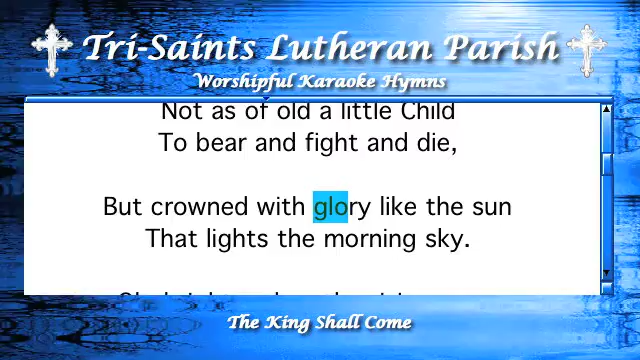 Tri-Saints Lutheran Parish
Worshipful Karaoke Hymns
Not as of old a little Child
To bear and fight and die,
But crowned with glory like the sun
That lights the morning sky.
The King Shall Come